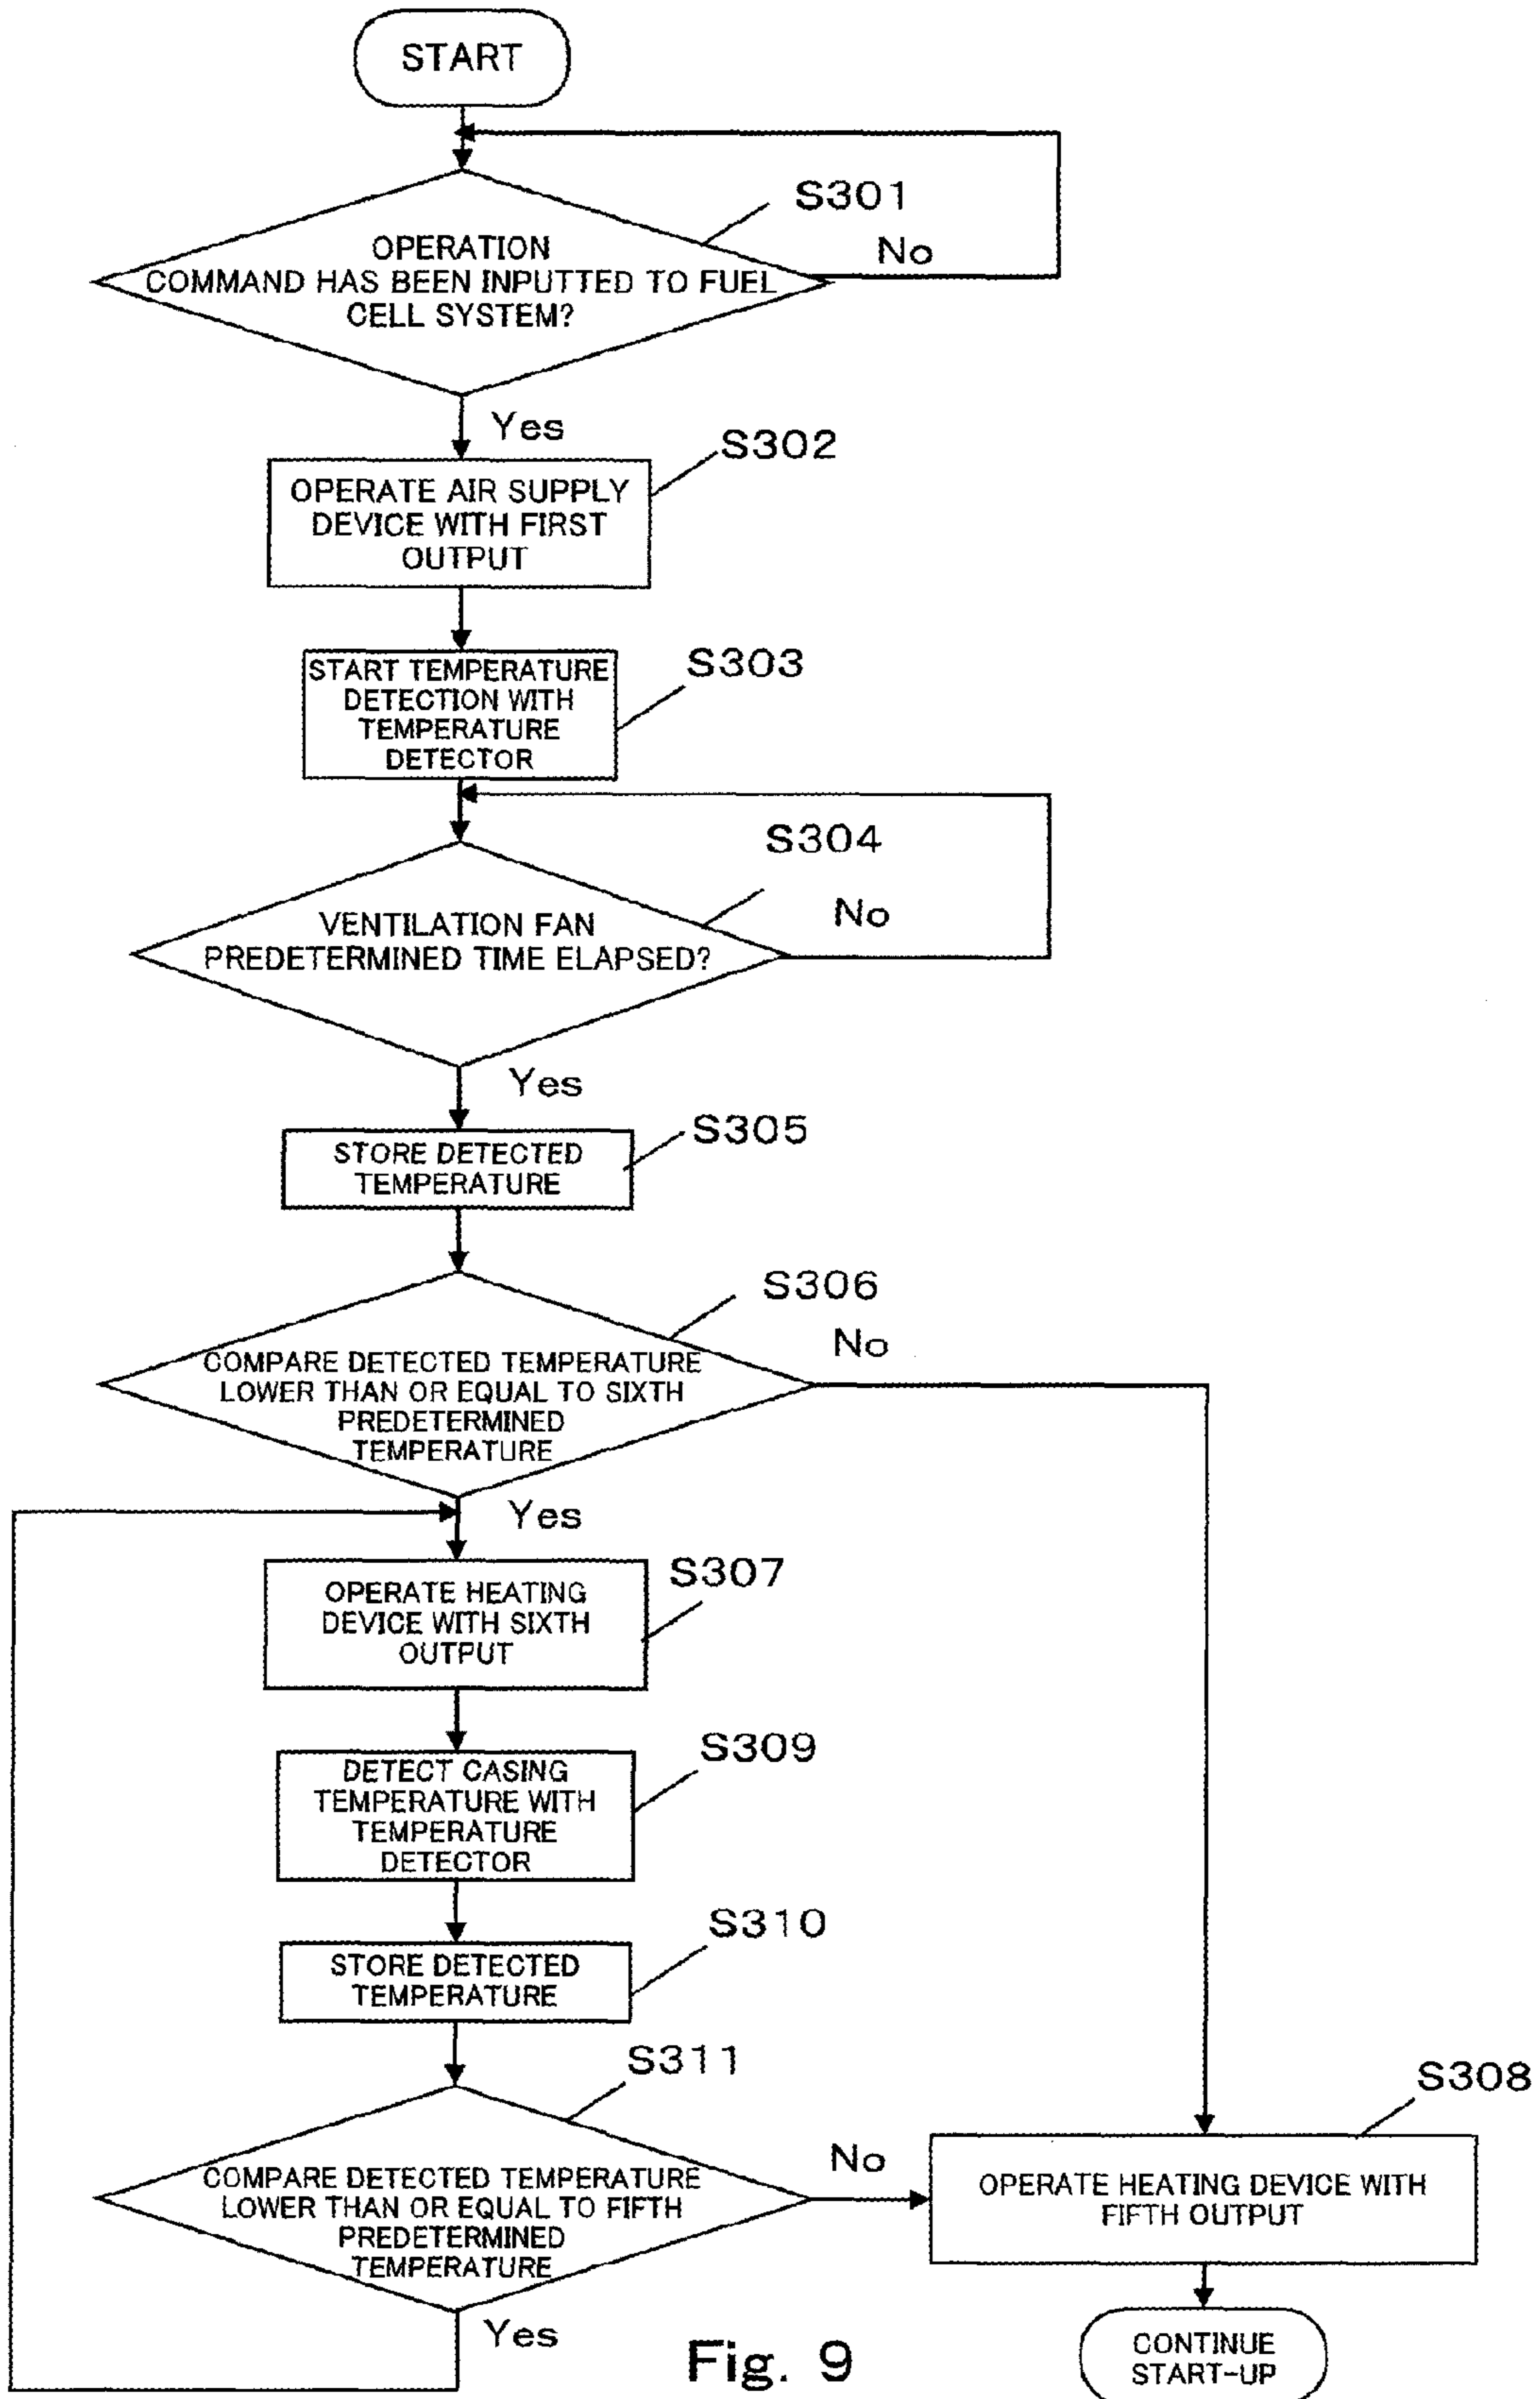 START
S301
OPERATION
COMMAND HAS BEEN INPUTTED TO FUEL
CELL SYSTEM?
No
Yes
S302
OPERATE AIR SUPPLY
DEVICE WITH FIRST
OUTPUT
S303
START TEMPERATURE
DETECTION WITH
TEMPERATURE
DETECTOR
S304
No
VENTILATION FAN
PREDETERMINED TIME ELAPSED?
Yes
S305
STORE DETECTED
TEMPERATURE
S306
No
COMPARE DETECTED TEMPERATURE
LOWER THAN OR EQUAL TO SIXTH
PREDETERMINED
TEMPERATURE
Yes
S307
OPERATE HEATING
DEVICE WITH SIXTH
OUTPUT
S309
DETECT CASING
TEMPERATURE WITH
TEMPERATURE
DETECTOR
S310
STORE DETECTED
TEMPERATURE
S311
COMPARE DETECTED TEMPERATURE
LOWER THAN OR EQUAL TO FIFTH
PREDETERMINED
TEMPERATURE
No
Yes
S308
OPERATE HEATING DEVICE WITH
FIFTH OUTPUT
CONTINUE
START-UP
Fig. 9